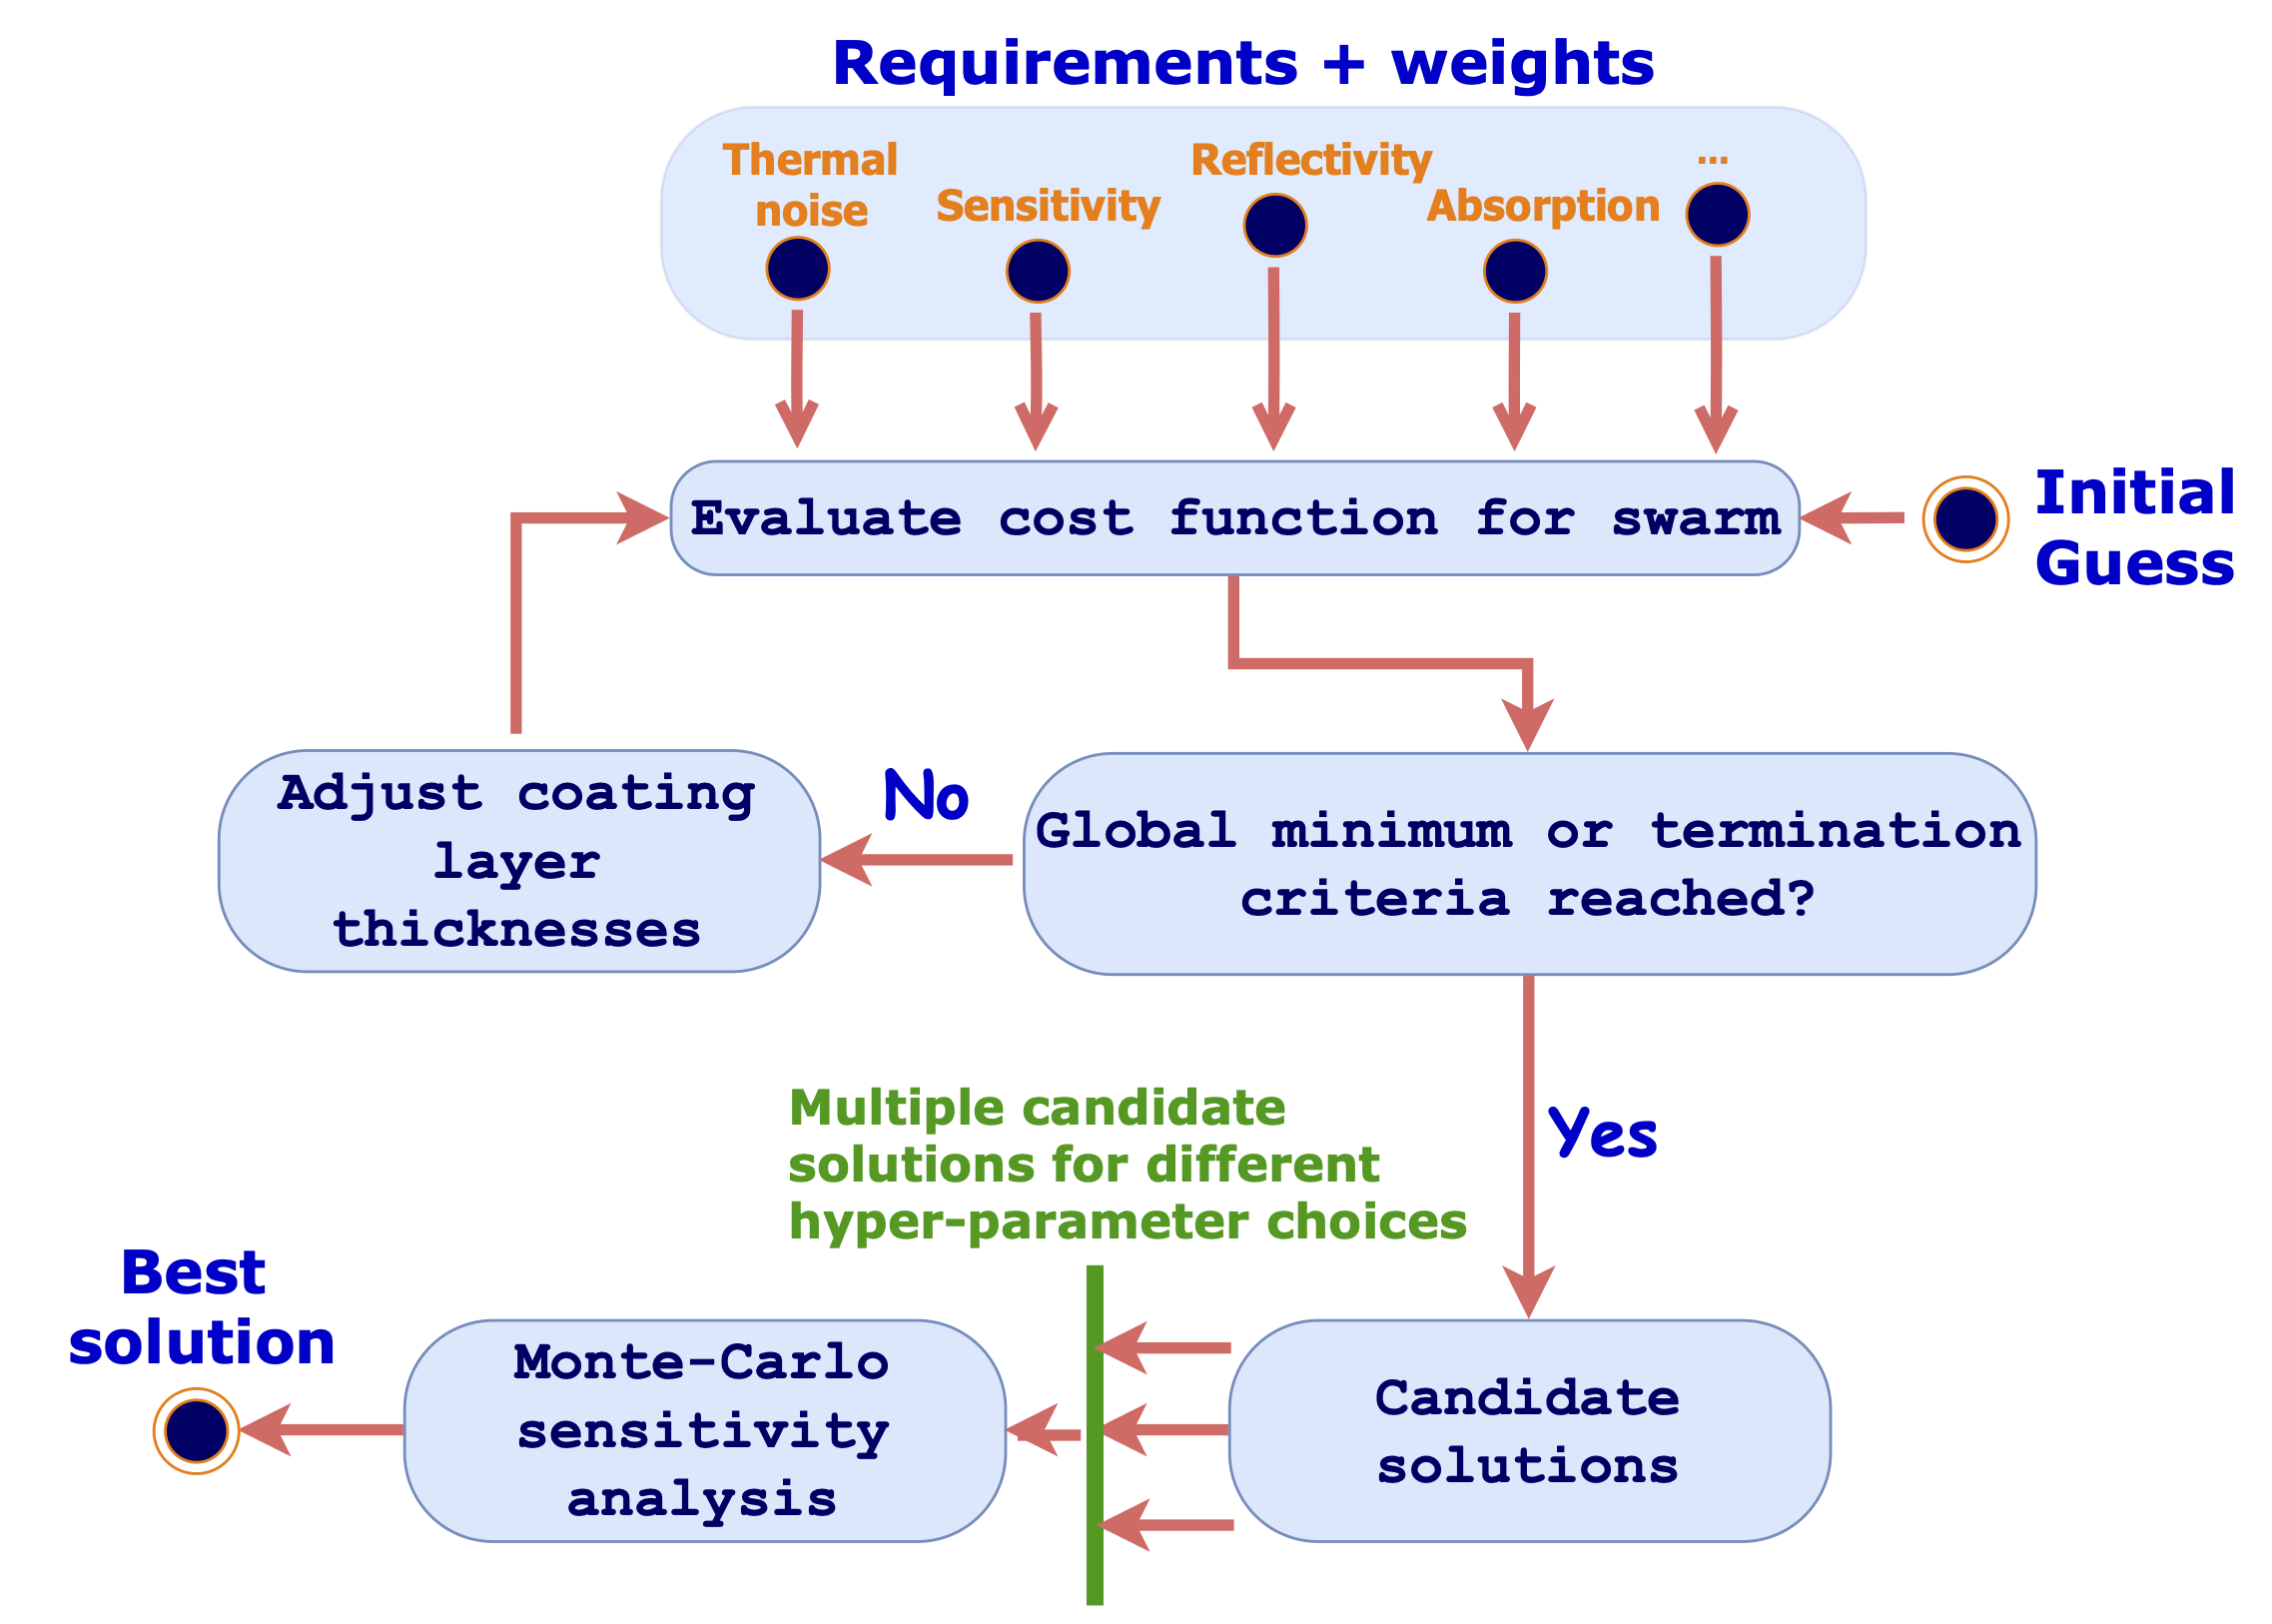 Requirements + weights
Thermal
noise
Sensitivity
Reflectivity
Absorption
...
Evaluate cost function for swarm
Initial
Guess
Adjust coating
layer
thicknesses
No
Global minimum or termination
criteria reached?
Yes
Multiple candidate
solutions for different
hyper-parameter choices
Best
solution
Monte-Carlo
sensitivity
analysis
Candidate
solutions